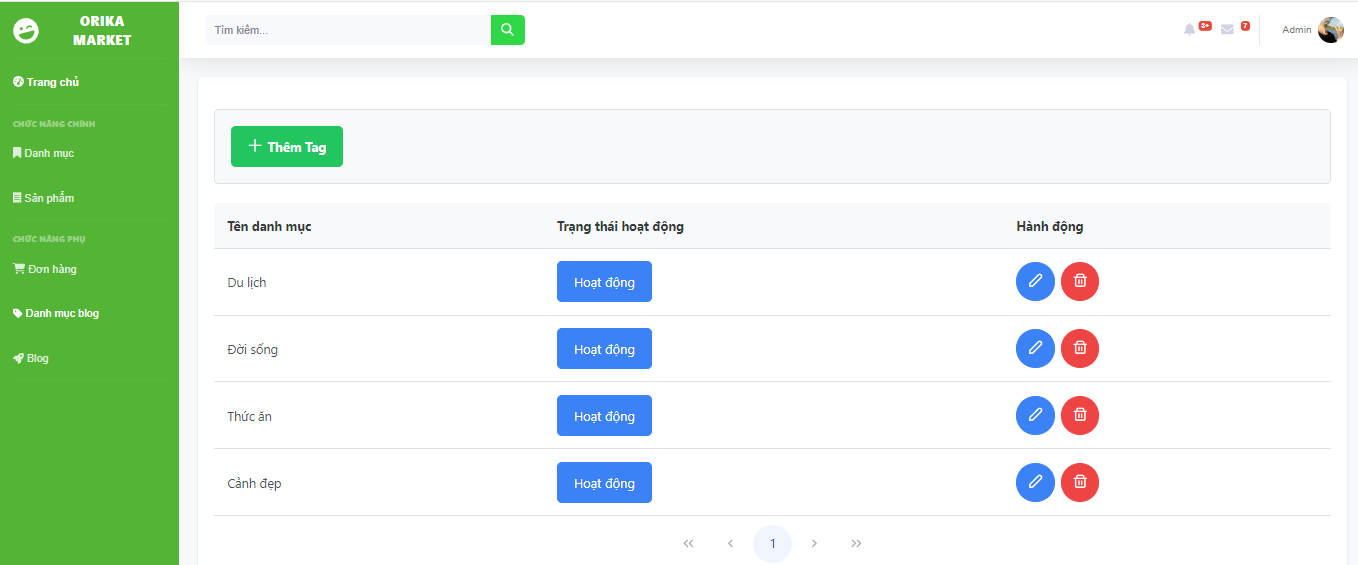 ORIKA
MARKET
Tìm kiếm...
3+
7
Admin
Trang chủ
CHỨC NĂNG CHÍNH
Danh mục
Sản phẩm
CHỨC NĂNG PHỤ
Đơn hàng
Danh mục blog
Blog
Thêm Tag
Tên danh mục Trạng thái hoạt động Hành động
Du lịch Hoạt động
Đời sống Hoạt động
Thức ăn Hoạt động
Cảnh đẹp Hoạt động
1